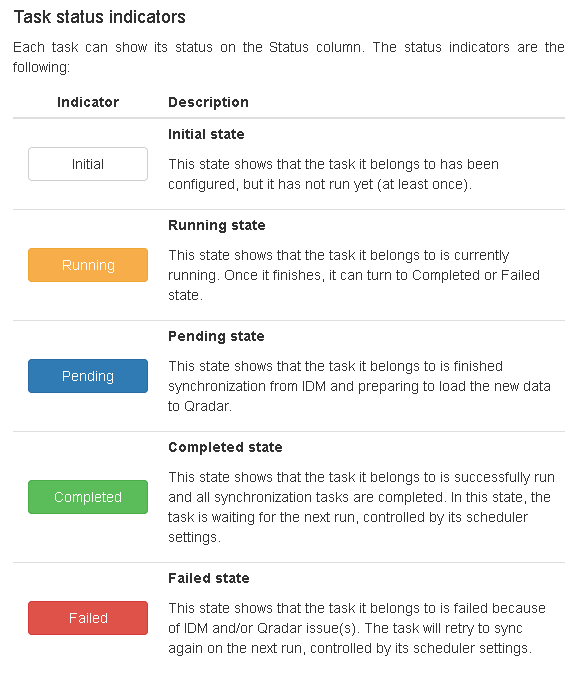 Task status indicators
Each task can show its status on the Status column. The status indicators are the
following:
Indicator Description
Initial state
Initial
This state shows that the task it belongs to has been
configured, but it has not run yet (at least once).
Running state
Running
This state shows that the task it belongs to is currently
running. Once it finishes, it can turn to Completed or Failed
state.
Pending state
Pending
This state shows that the task it belongs to is finished
synchronization from IDM and preparing to load the new data
to Qradar.
Completed state
Completed
This state shows that the task it belongs to is successfully run
and all synchronization tasks are completed. In this state, the
task is waiting for the next run, controlled by its scheduler
settings.
Failed state
Failed
This state shows that the task it belongs to is failed because
of IDM and/or Qradar issue(s). The task will retry to sync
again on the next run, controlled by its scheduler settings.